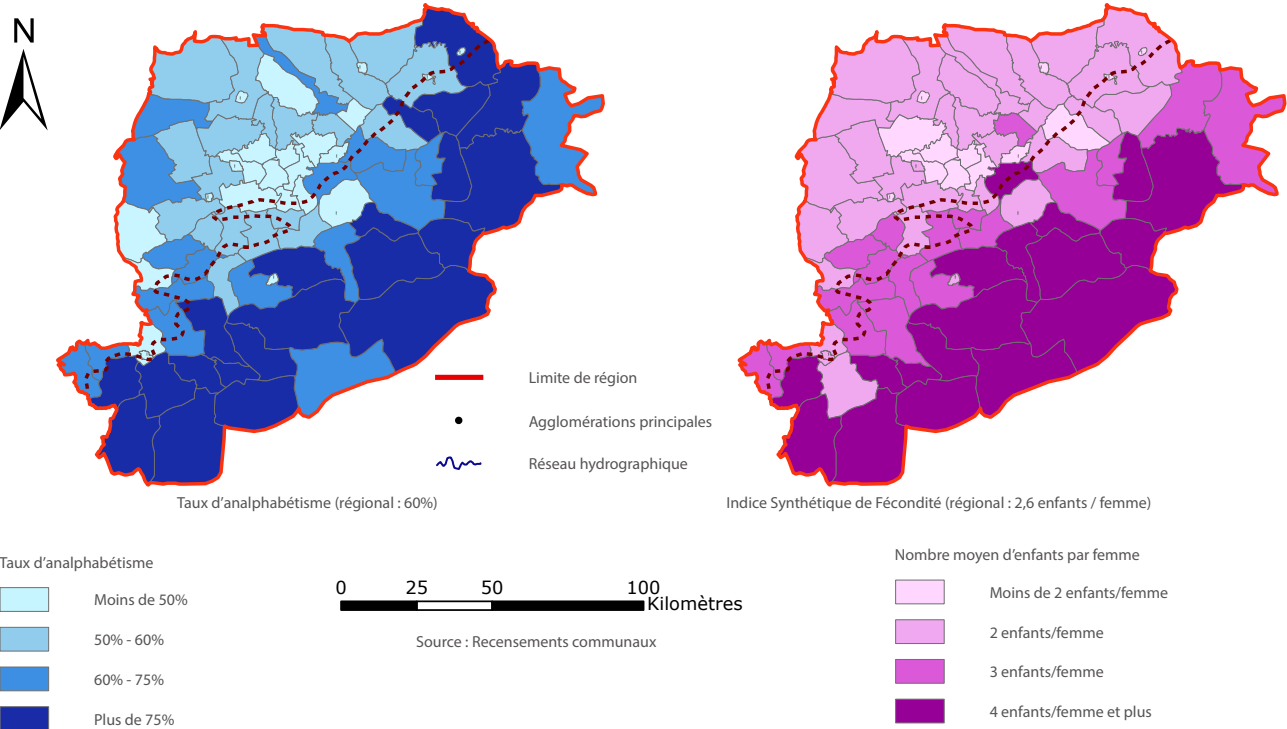 N
Limite de région
Agglomérations principales
Réseau hydrographique
Taux d’analphabétisme (régional : 60%)
Indice Synthétique de Fécondité (régional : 2,6 enfants / femme)
Taux d’analphabétisme
Moins de 50%
50% - 60%
60% - 75%
Plus de 75%
0 25 50 100
Kilomètres
Source : Recensements communaux
Nombre moyen d’enfants par femme
Moins de 2 enfants/femme
2 enfants/femme
3 enfants/femme
4 enfants/femme et plus